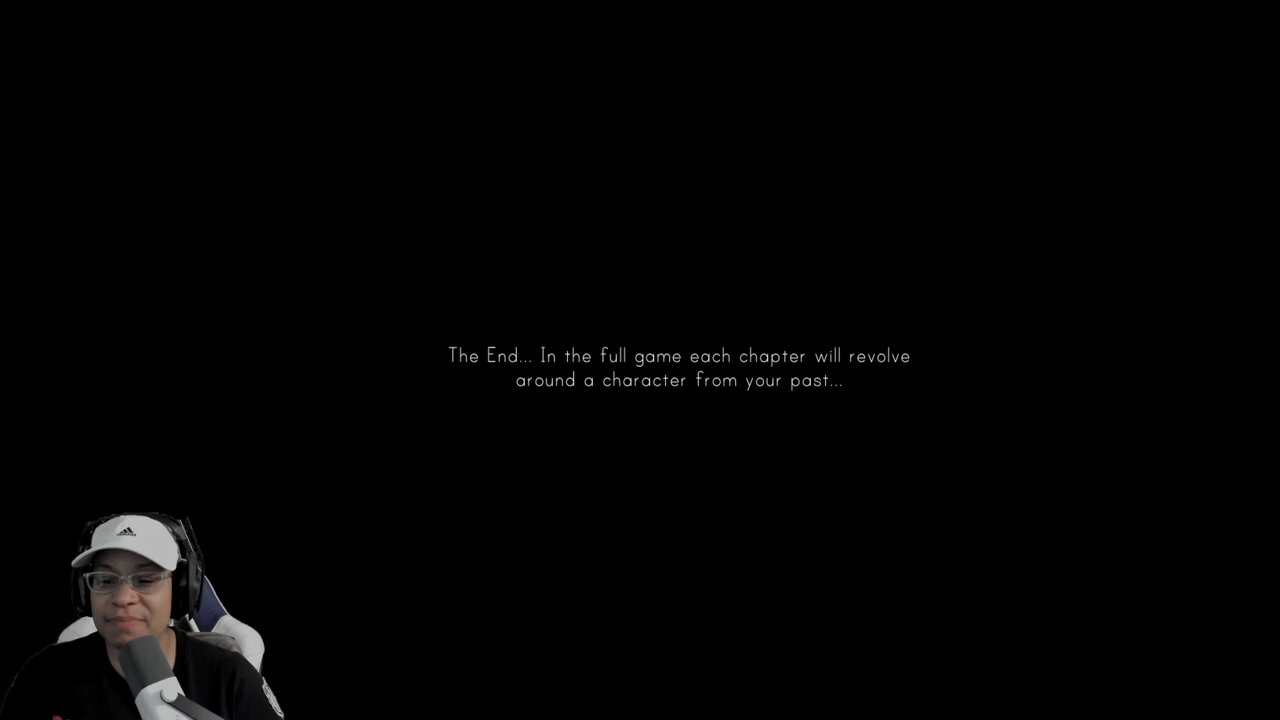 The End... In the full game each chapter will revolve
around a character from your past...